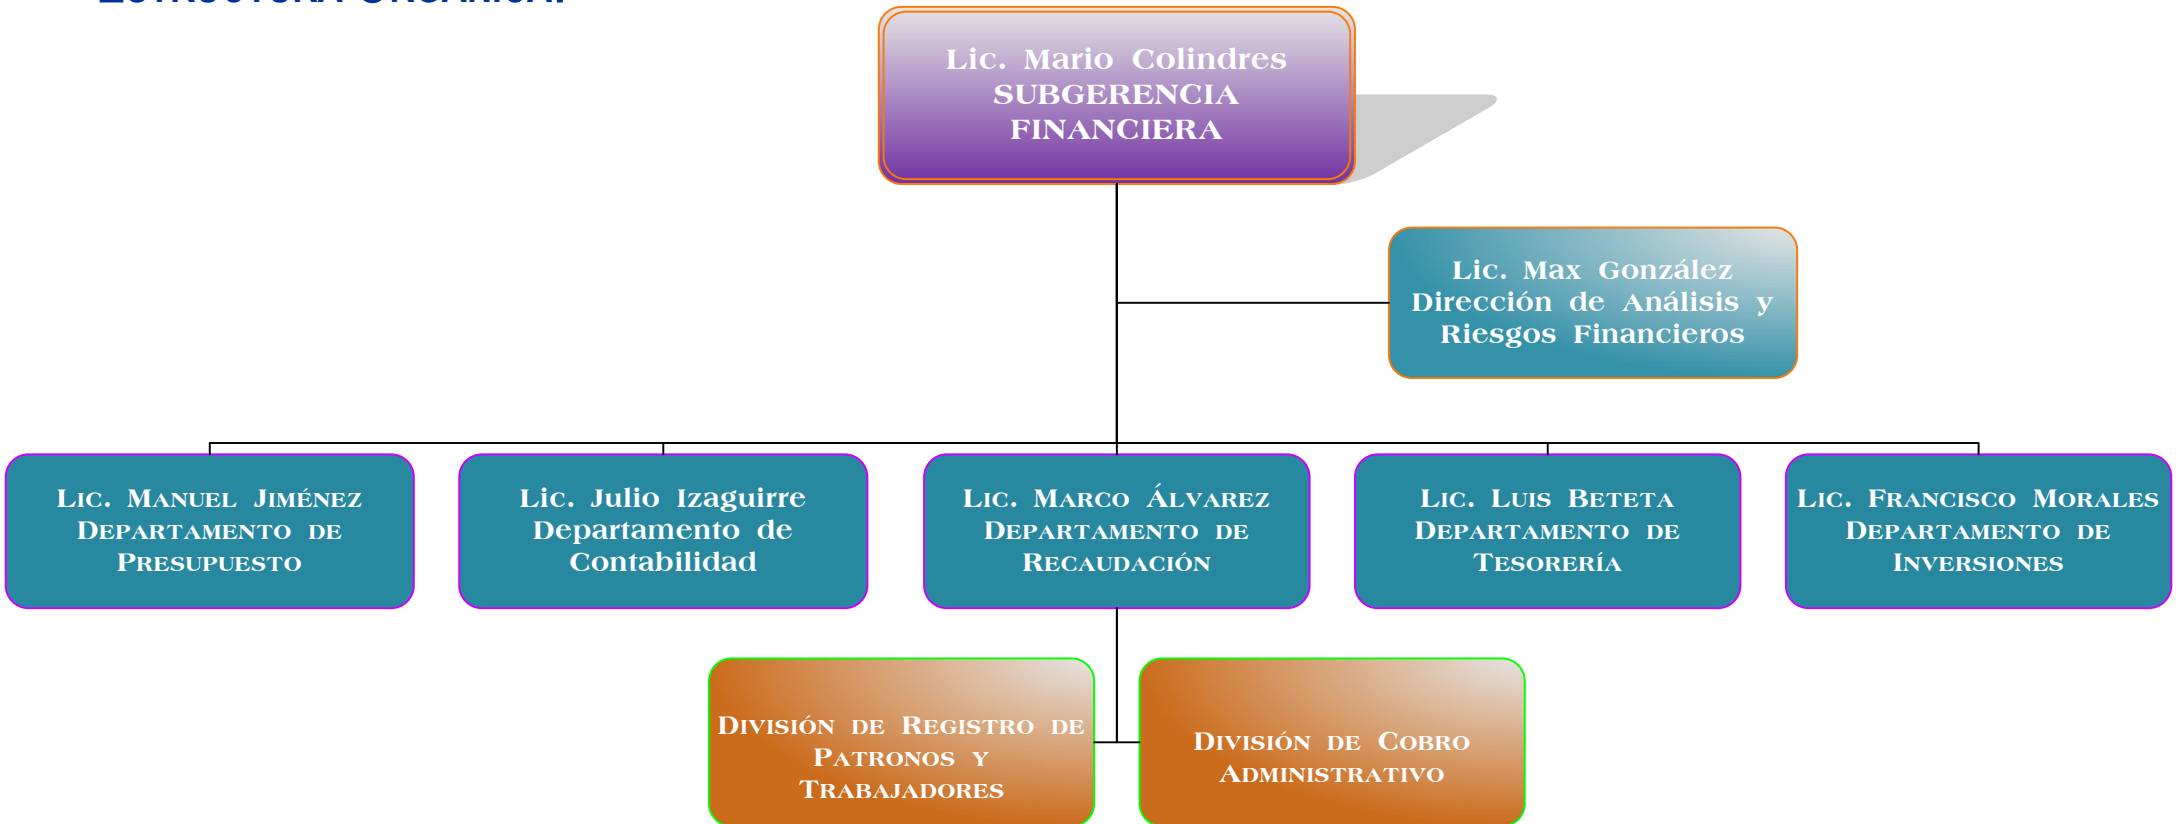 ESTRUCTURA ORGÁNICA:
Lic. Mario Colindres
SUBGERENCIA
FINANCIERA
Lic. Max González
Dirección de Análisis y
Riesgos Financieros
LIC. MANUEL JIMÉNEZ
DEPARTAMENTO DE
PRESUPUESTO
Lic. Julio Izaguirre
Departamento de
Contabilidad
LIC. MARCO ÁLVAREZ
DEPARTAMENTO DE
RECAUDACIÓN
LIC. LUIS BETETA
DEPARTAMENTO DE
TESORERÍA
LIC. FRANCISCO MORALES
DEPARTAMENTO DE
INVERSIONES
DIVISIÓN DE REGISTRO DE
PATRONOS Y
TRABAJADORES
DIVISIÓN DE COBRO
ADMINISTRATIVO